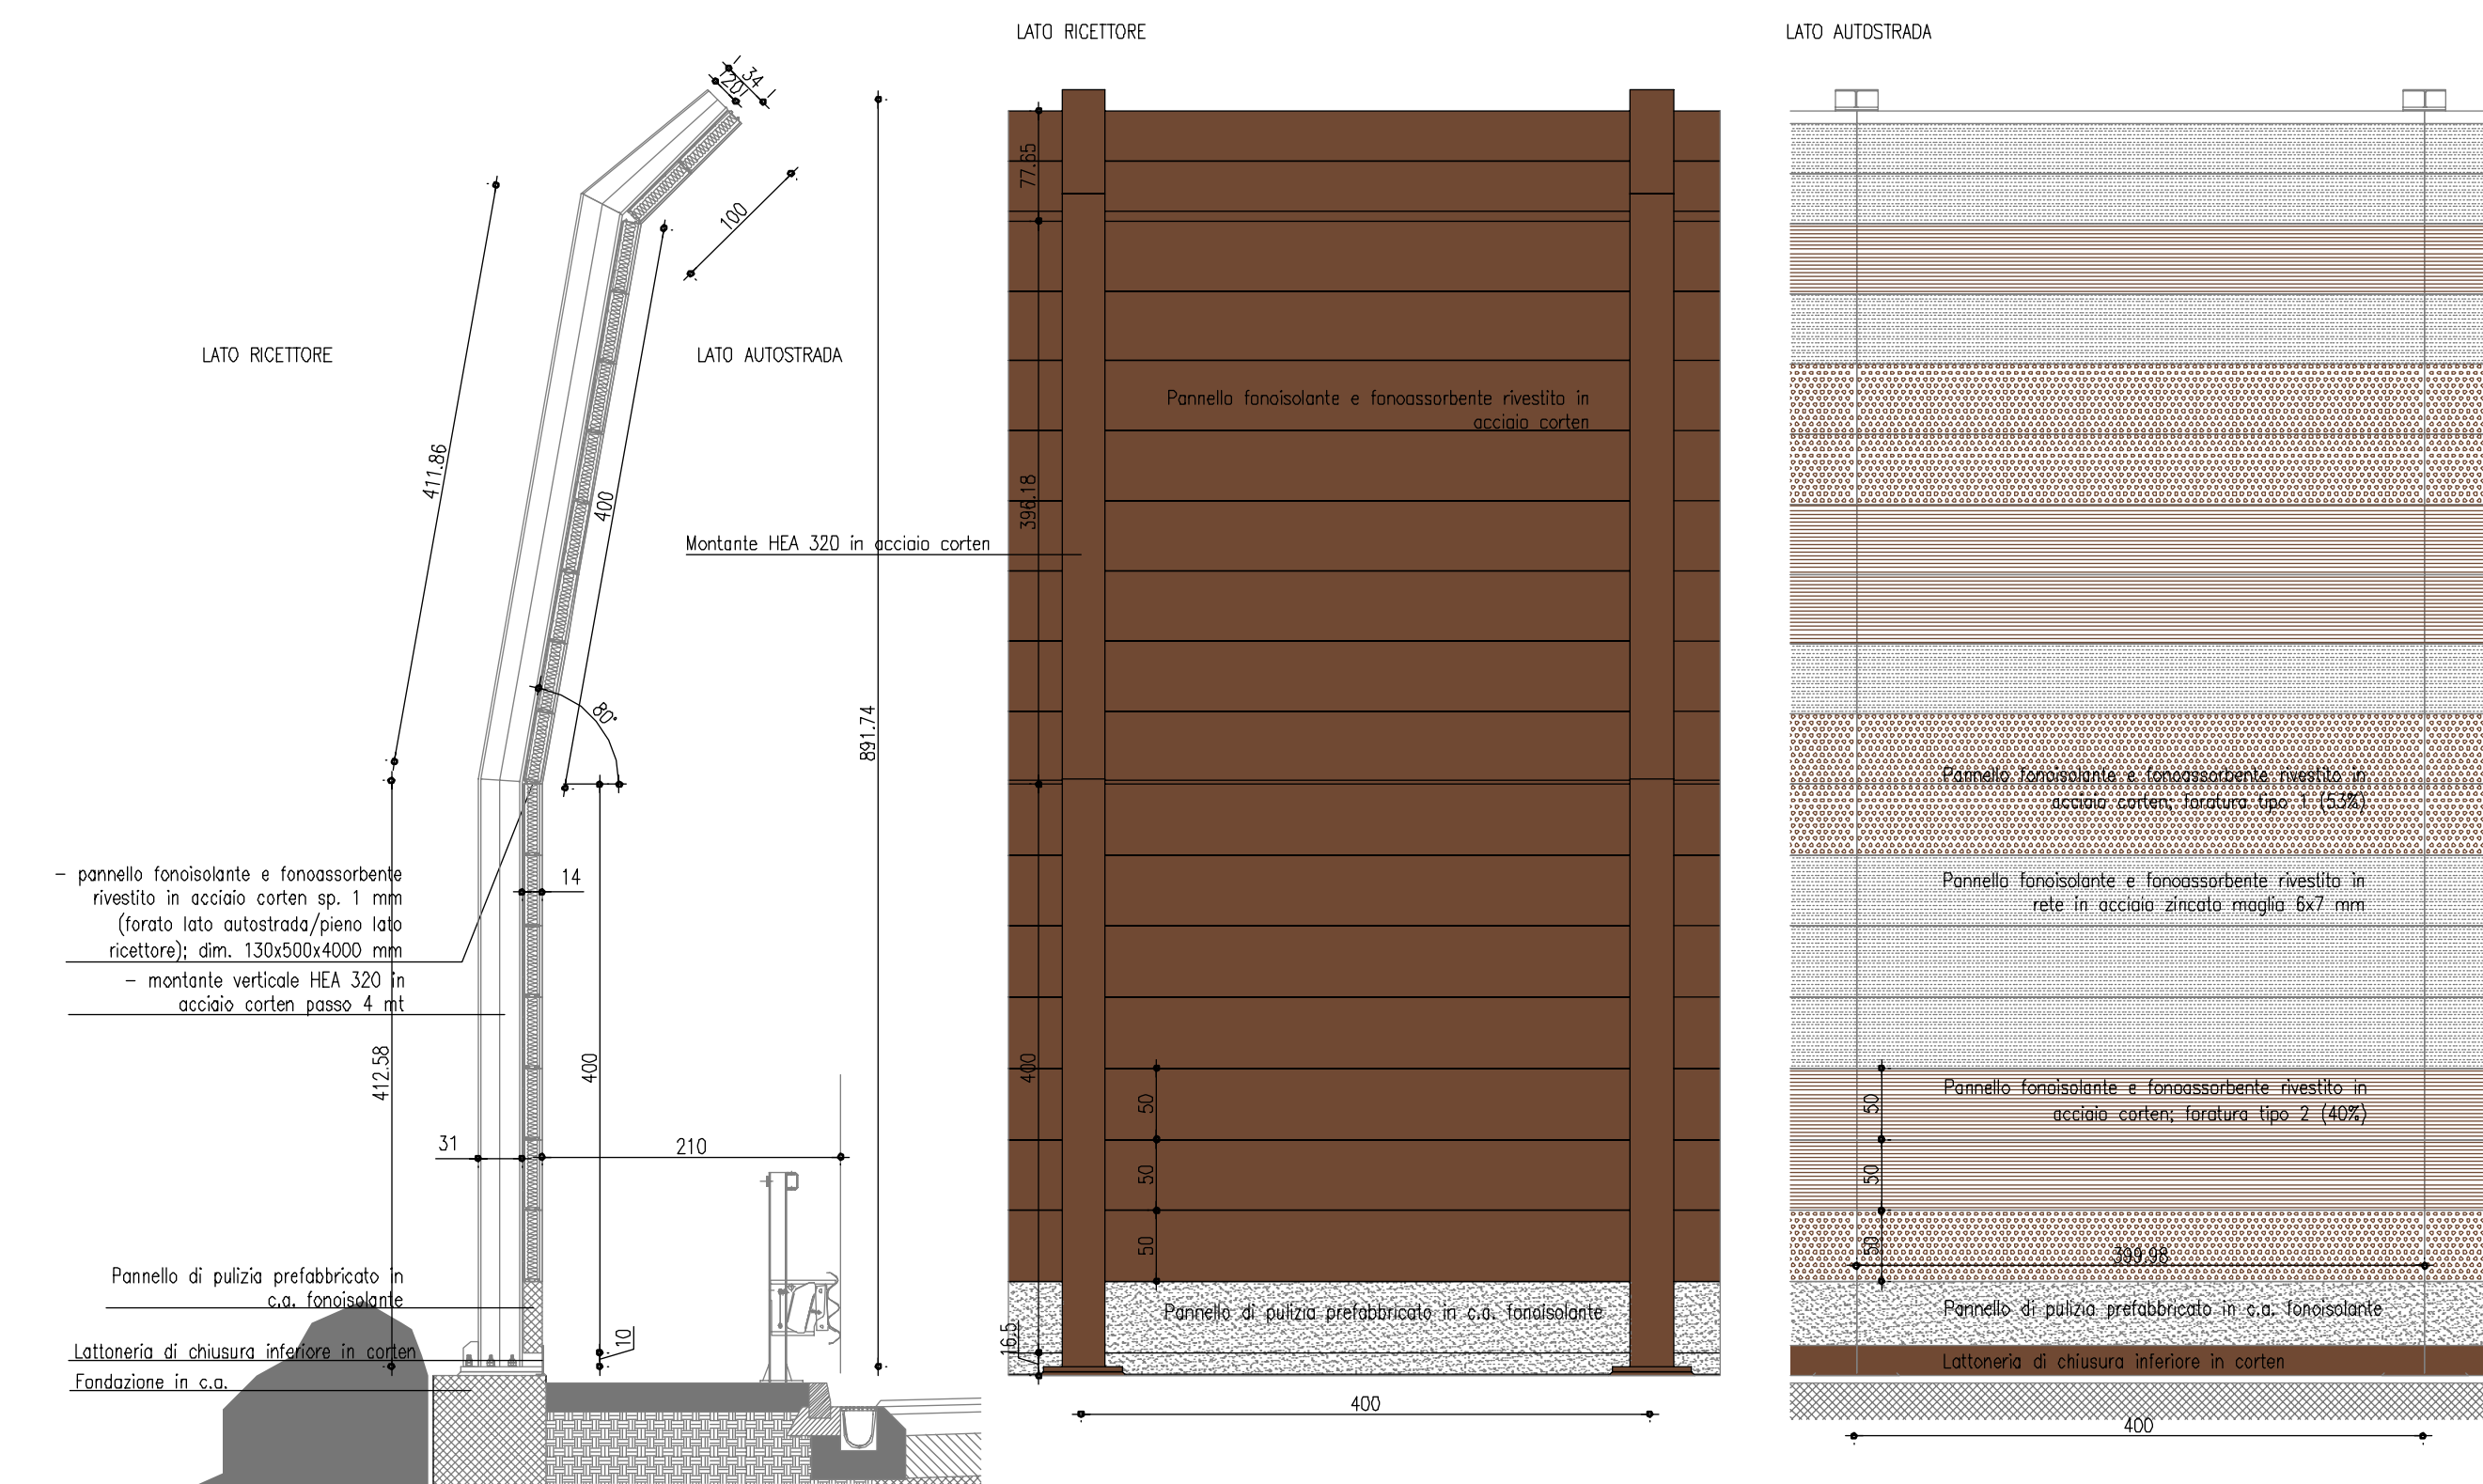 LATO RICETTORE
LATO AUTOSTRADA
34
20
77.65
100
LATO RICETTORE
LATO AUTOSTRADA
411.86
400
396.18
Pannello fonoisolante e fonoassorbente rivestito in
acciaio corten
Montante HEA 320 in acciaio corten
80°
891.74
Pannello fonoisolante e fonoassorbente rivestito in
acciaio corten; foratura tipo 1 (53%)
– pannello fonoisolante e fonoassorbente
rivestito in acciaio corten sp. 1 mm
(forato lato autostrada/pieno lato
ricettore); dim. 130x500x4000 mm
– montante verticale HEA 320 in
acciaio corten passo 4 mt
14
Pannello fonoisolante e fonoassorbente rivestito in
rete in acciaio zincato maglia 6x7 mm
412.58
400
400
50
50
50
50
50
50
Pannello fonoisolante e fonoassorbente rivestito in
acciaio corten; foratura tipo 2 (40%)
31
210
399.98
Pannello di pulizia prefabbricato in
c.a. fonoisolante
Pannello di pulizia prefabbricato in c.a. fonoisolante
Pannello di pulizia prefabbricato in c.a. fonoisolante
10
16.5
Lattoneria di chiusura inferiore in corten
Lattoneria di chiusura inferiore in corten
Fondazione in c.a.
400
400